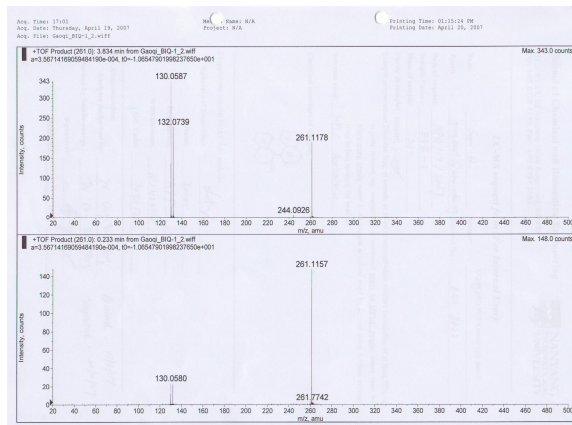 Acq. Time: 17:01
Acq. Date: Thursday, April 19, 2007
Acq. File: Gaoqi_BIQ-1_2.wiff
Name: N/A
Project: N/A
Printing Time: 01:15:24 PM
Printing Date: April 20, 2007
+TOF Product (261.0): 3.834 min from Gaoqi_BIQ-1_2.wiff
a=3.56714169059484190e-004, t0=-1.06547901998237650e+001
Max. 343.0 counts
343
300
250
200
150
100
50
0
Intensity, counts
130.0587
132.0739
261.1178
244.0926
20 40 60 80 100 120 140 160 180 200 220 240 260 280 300 320 340 360 380 400 420 440 460 480 500
m/z, amu
+TOF Product (261.0): 0.233 min from Gaoqi_BIQ-1_2.wiff
a=3.56714169059484190e-004, t0=-1.06547901998237650e+001
Max. 148.0 counts
140
120
100
80
60
40
20
0
Intensity, counts
261.1157
130.0580
261.7742
20 40 60 80 100 120 140 160 180 200 220 240 260 280 300 320 340 360 380 400 420 440 460 480 500
m/z, amu